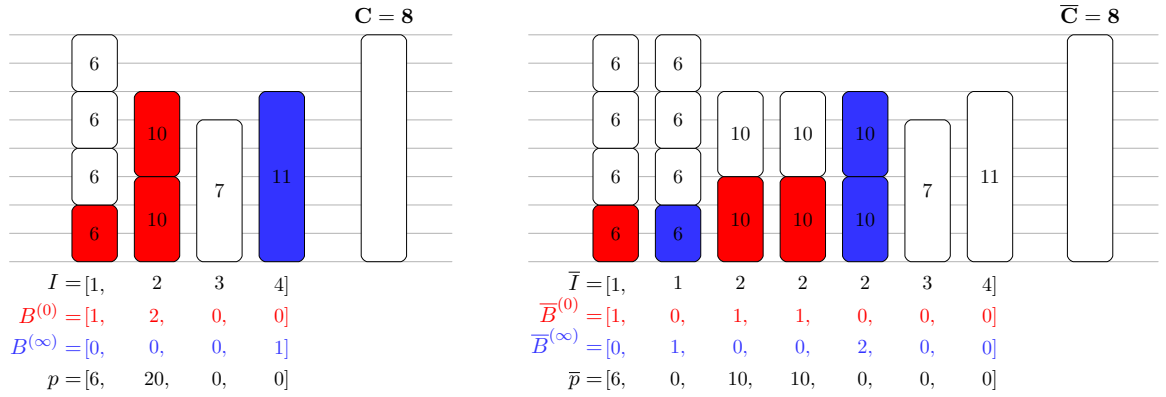 C = 8
6
6
6
6
10
10
7
11
I =[1, 2 3 4]
B^(0) =[1, 2, 0, 0]
B^(∞) =[0, 0, 0, 1]
p =[6, 20, 0, 0]
C̅ = 8
6 6
6 6
10 10 10
6 6
7 11
10 10 10
6 6
I̅ =[1, 1 2 2 2 3 4]
B̅^(0) =[1, 0, 1, 1, 0, 0, 0]
B̅^(∞) =[0, 1, 0, 0, 2, 0, 0]
p̅ =[6, 0, 10, 10, 0, 0, 0]